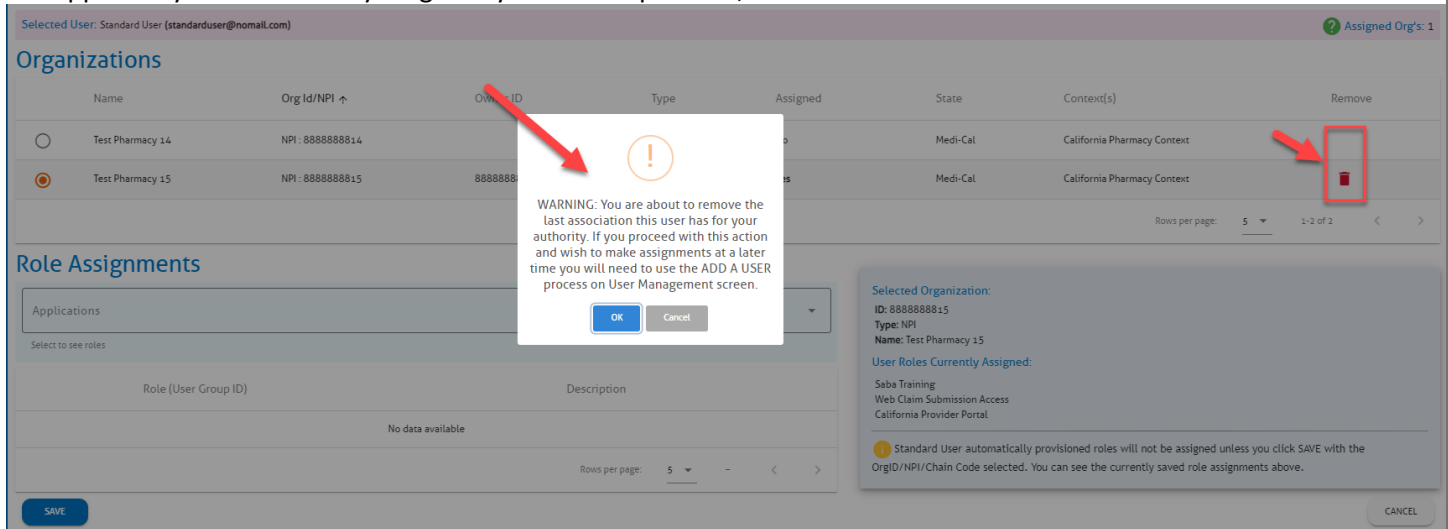 Selected User: Standard User (standarduser@nomail.com)
? Assigned Org's: 1
Organizations
Name Org Id/NPI ↑ Owner ID Type Assigned State Context(s) Remove
Test Pharmacy 14 NPI : 8888888814 Medi-Cal California Pharmacy Context
Test Pharmacy 15 NPI : 8888888815 Medi-Cal California Pharmacy Context
Rows per page: 5 1-2 of 2 < >
!
WARNING: You are about to remove the
last association this user has for your
authority. If you proceed with this action
and wish to make assignments at a later
time you will need to use the ADD A USER
process on User Management screen.
OK Cancel
Role Assignments
Applications
Select to see roles
Role (User Group ID) Description
No data available
Rows per page: 5 – < >
Selected Organization:
ID: 8888888815
Type: NPI
Name: Test Pharmacy 15
User Roles Currently Assigned:
Saba Training
Web Claim Submission Access
California Provider Portal
Standard User automatically provisioned roles will not be assigned unless you click SAVE with the
OrgID/NPI/Chain Code selected. You can see the currently saved role assignments above.
SAVE CANCEL